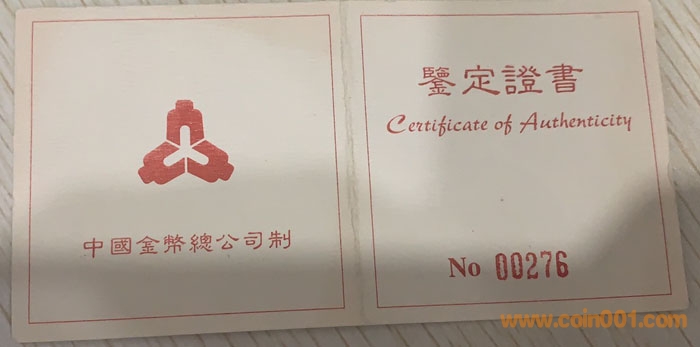 中國金幣總公司制
鑒定證書
Certificate of Authenticity
No 00276
www.coin001.com